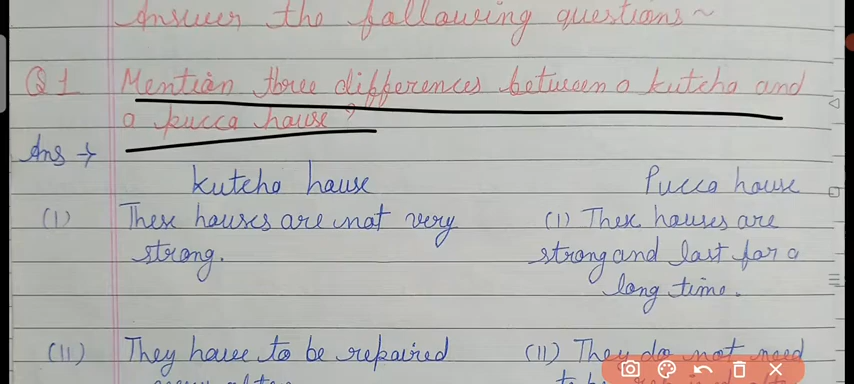 Answer the following questions ~
Q 1 Mention three differences between a kutcha and
a pucca house ?
Ans →
Kutcha house Pucca house
(I) These houses are not very (I) These houses are
strong. strong and last for a
long time.
(II) They have to be repaired (II) They do not need